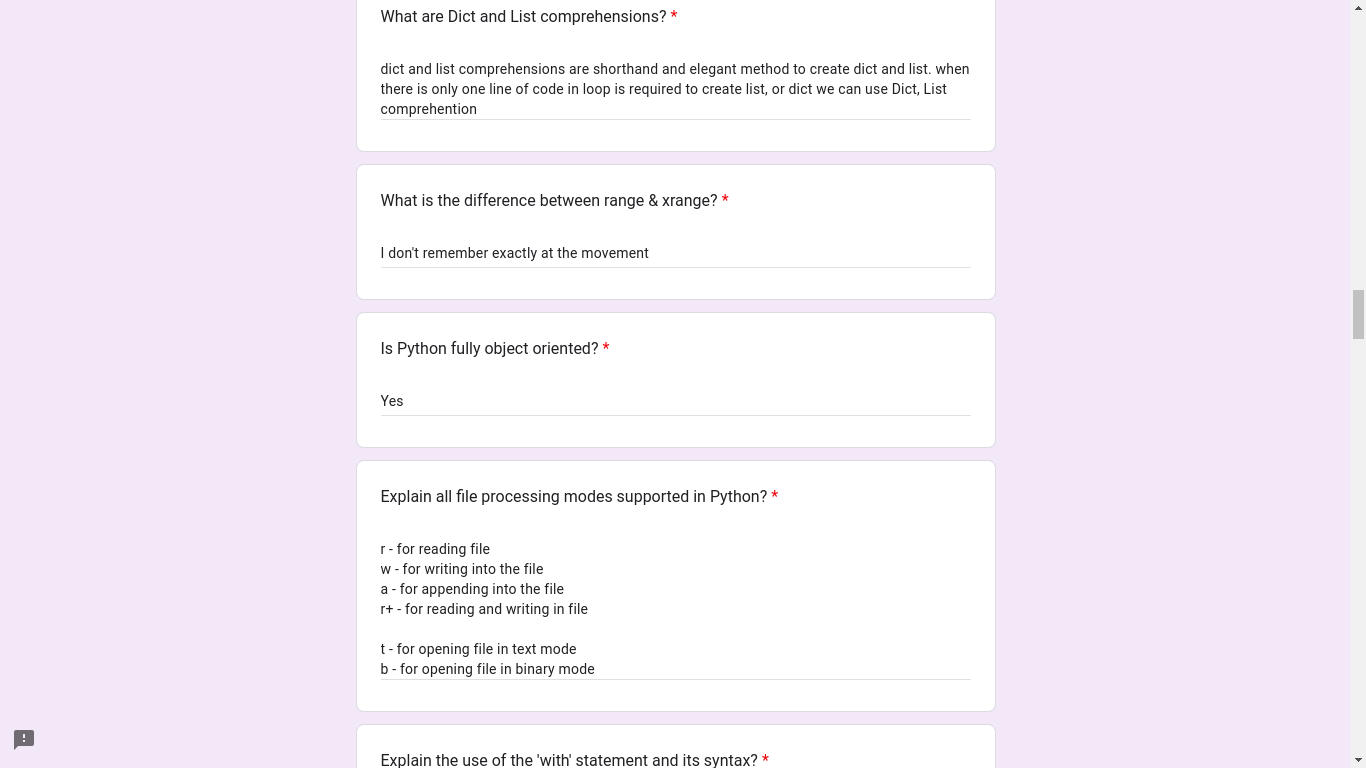 What are Dict and List comprehensions? *
dict and list comprehensions are shorthand and elegant method to create dict and list. when
there is only one line of code in loop is required to create list, or dict we can use Dict, List
comprehention
What is the difference between range & xrange? *
I don't remember exactly at the movement
Is Python fully object oriented? *
Yes
Explain all file processing modes supported in Python? *
r - for reading file
w - for writing into the file
a - for appending into the file
r+ - for reading and writing in file
t - for opening file in text mode
b - for opening file in binary mode
Explain the use of the 'with' statement and its syntax? *